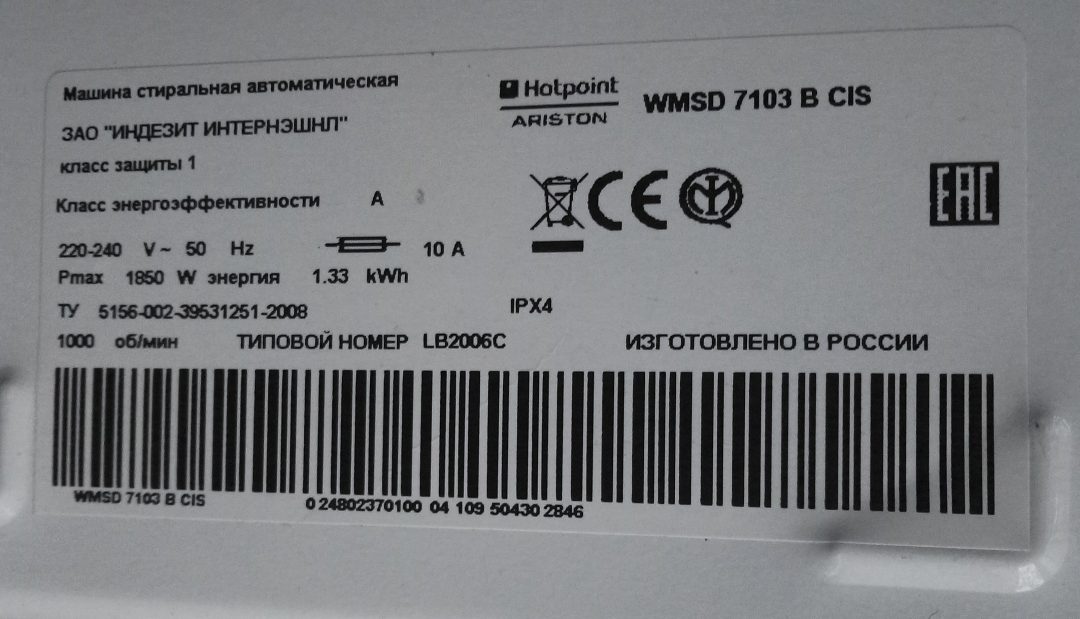 Машина стиральная автоматическая
Hotpoint
ARISTON
WMSD 7103 B CIS
ЗАО "ИНДЕЗИТ ИНТЕРНЭШНЛ"
класс защиты 1
Класс энергоэффективности A
CE
EAC
220-240 V ~ 50 Hz 10 A
Pmax 1850 W энергия 1.33 kWh
ТУ 5156-002-39531251-2008
IPX4
1000 об/мин ТИПОВОЙ НОМЕР LB2006C ИЗГОТОВЛЕНО В РОССИИ
WMSD 7103 B CIS
0 24802370100 04 109 50430 2846